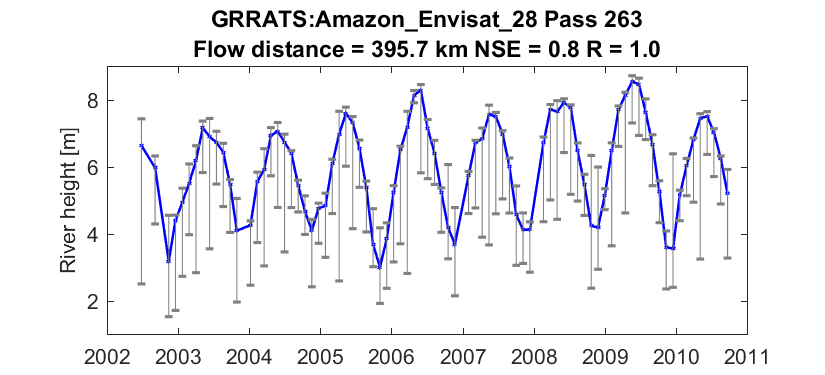 GRRATS:Amazon_Envisat_28 Pass 263
Flow distance = 395.7 km NSE = 0.8 R = 1.0
River height [m]
8
6
4
2
2002 2003 2004 2005 2006 2007 2008 2009 2010 2011